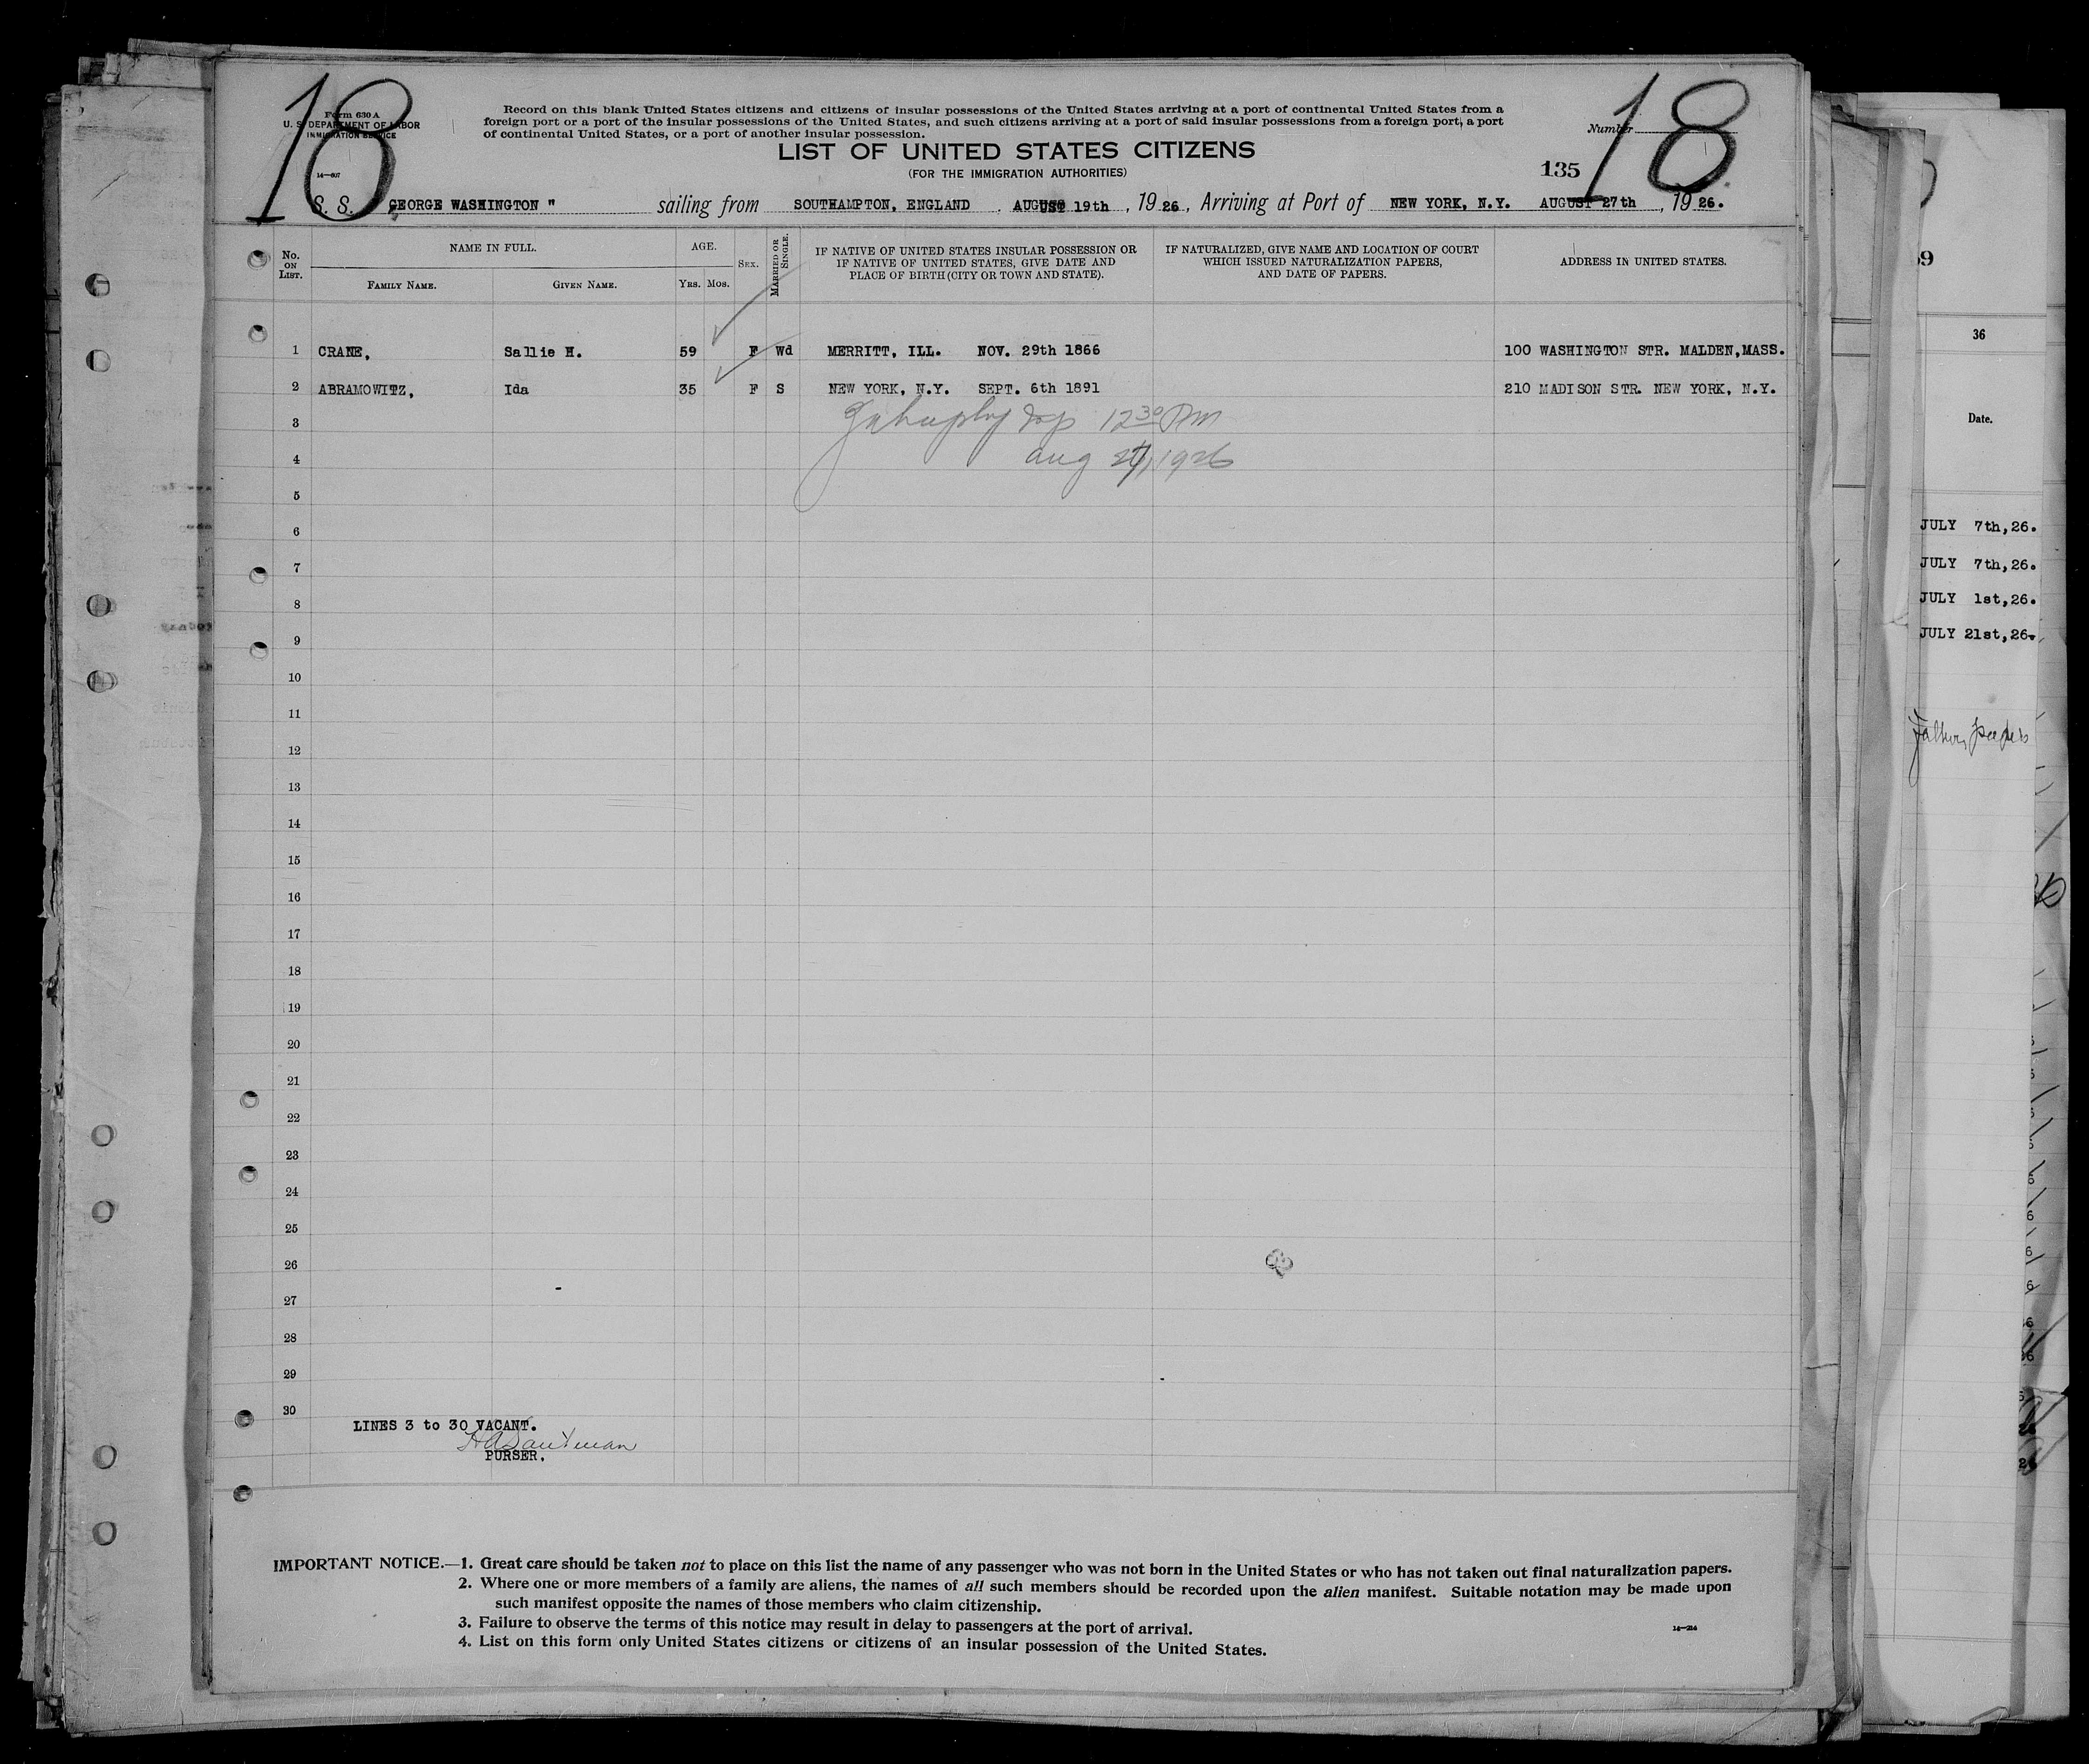 18
18
Form 630 A
U. S. DEPARTMENT OF LABOR
IMMIGRATION SERVICE
14—607
Record on this blank United States citizens and citizens of insular possessions of the United States arriving at a port of continental United States from a
foreign port or a port of the insular possessions of the United States, and such citizens arriving at a port of said insular possessions from a foreign port, a port
of continental United States, or a port of another insular possession.
Number
LIST OF UNITED STATES CITIZENS
(FOR THE IMMIGRATION AUTHORITIES)
135
S. S. GEORGE WASHINGTON " sailing from SOUTHAMPTON, ENGLAND , AUGUST 19th , 19 26 , Arriving at Port of NEW YORK, N.Y. AUGUST 27th , 19 26.
No. ON LIST.
NAME IN FULL.
FAMILY NAME.
GIVEN NAME.
AGE.
YRS. MOS.
SEX.
MARRIED OR SINGLE.
IF NATIVE OF UNITED STATES INSULAR POSSESSION OR
IF NATIVE OF UNITED STATES, GIVE DATE AND
PLACE OF BIRTH (CITY OR TOWN AND STATE).
IF NATURALIZED, GIVE NAME AND LOCATION OF COURT
WHICH ISSUED NATURALIZATION PAPERS,
AND DATE OF PAPERS.
ADDRESS IN UNITED STATES.
1 CRANE, Sallie H. 59 F Wd MERRITT, ILL. NOV. 29th 1866 100 WASHINGTON STR. MALDEN, MASS.
2 ABRAMOWITZ, Ida 35 F S NEW YORK, N.Y. SEPT. 6th 1891 210 MADISON STR. NEW YORK, N.Y.
3 12 30 PM
4 Aug 27, 1926
5
6
7
8
9
10
11
12
13
14
15
16
17
18
19
20
21
22
23
24
25
26
27
28
29
30
LINES 3 to 30 VACANT.
PURSER.
IMPORTANT NOTICE.—1. Great care should be taken not to place on this list the name of any passenger who was not born in the United States or who has not taken out final naturalization papers.
2. Where one or more members of a family are aliens, the names of all such members should be recorded upon the alien manifest. Suitable notation may be made upon
such manifest opposite the names of those members who claim citizenship.
3. Failure to observe the terms of this notice may result in delay to passengers at the port of arrival.
4. List on this form only United States citizens or citizens of an insular possession of the United States.
14—214
36
Date.
JULY 7th,26.
JULY 7th,26.
JULY 1st,26.
JULY 21st,26.